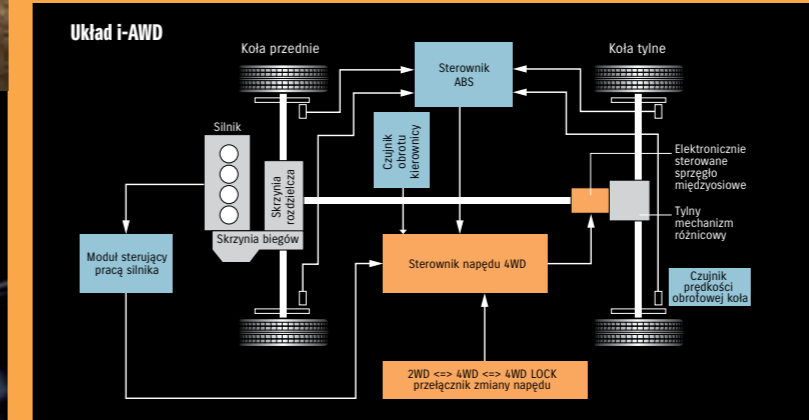 Układ i-AWD
Koła przednie
Koła tylne
Sterownik
ABS
Silnik
Czujnik
obrotu
kierownicy
Elektronicznie
sterowane
sprzęgło
międzyosiowe
Skrzynia
rozdzielcza
Tylny
mechanizm
różnicowy
Skrzynia biegów
Moduł sterujący
pracą silnika
Sterownik napędu 4WD
Czujnik
prędkości
obrotowej koła
2WD <=> 4WD <=> 4WD LOCK
przełącznik zmiany napędu